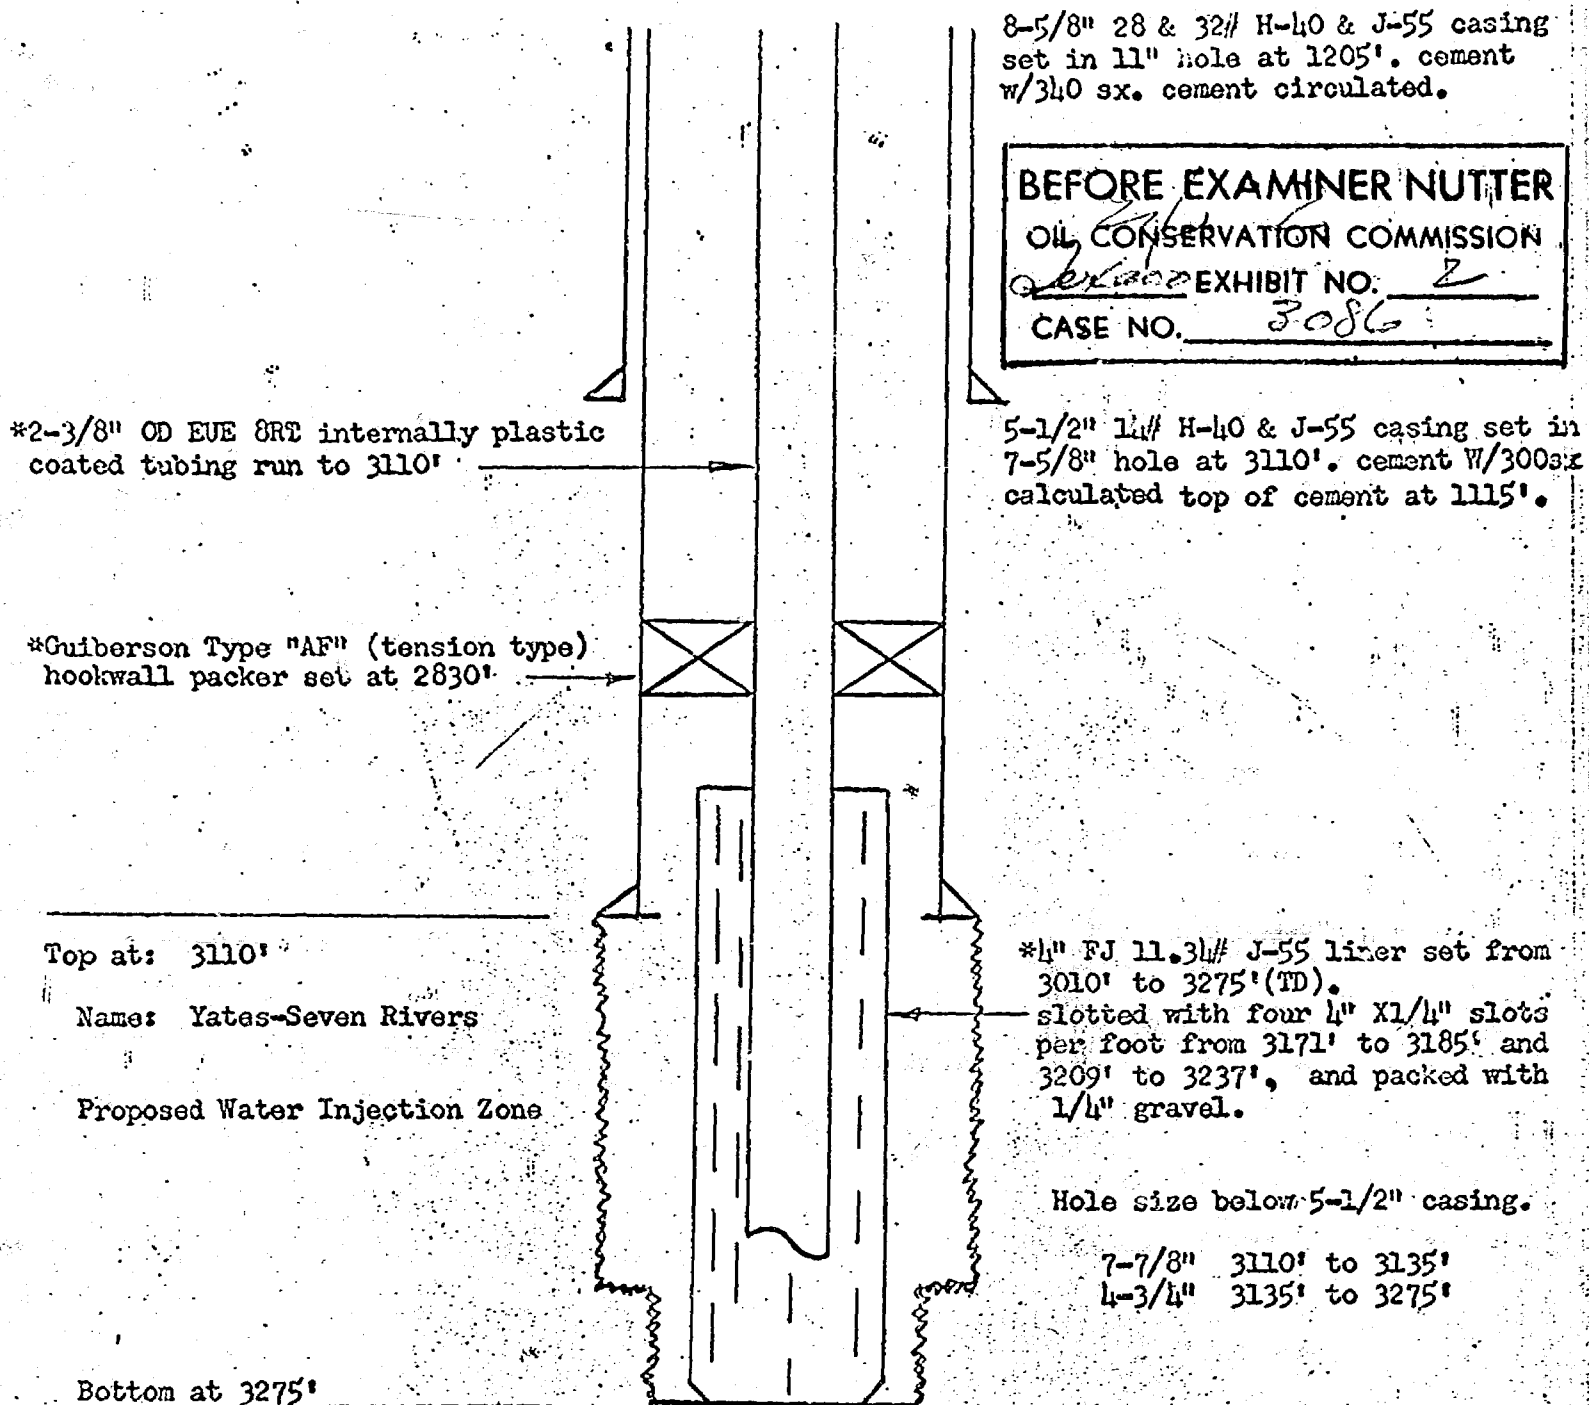 8-5/8" 28 & 32# H-40 & J-55 casing
set in 11" hole at 1205'. cement
w/340 sx. cement circulated.
BEFORE EXAMINER NUTTER
OIL CONSERVATION COMMISSION
EXHIBIT NO. 2
CASE NO. 3086
*2-3/8" OD EUE 8RT internally plastic
coated tubing run to 3110'
5-1/2" 14# H-40 & J-55 casing set in
7-5/8" hole at 3110'. cement W/300sx
calculated top of cement at 1115'.
*Guiberson Type "AF" (tension type)
hookwall packer set at 2830'
Top at: 3110'
Name: Yates-Seven Rivers
Proposed Water Injection Zone
Bottom at 3275'
*4" FJ 11.34# J-55 liner set from
3010' to 3275'(TD).
slotted with four 4" X1/4" slots
per foot from 3171' to 3185' and
3209' to 3237', and packed with
1/4" gravel.
Hole size below 5-1/2" casing.
7-7/8" 3110' to 3135'
4-3/4" 3135' to 3275'